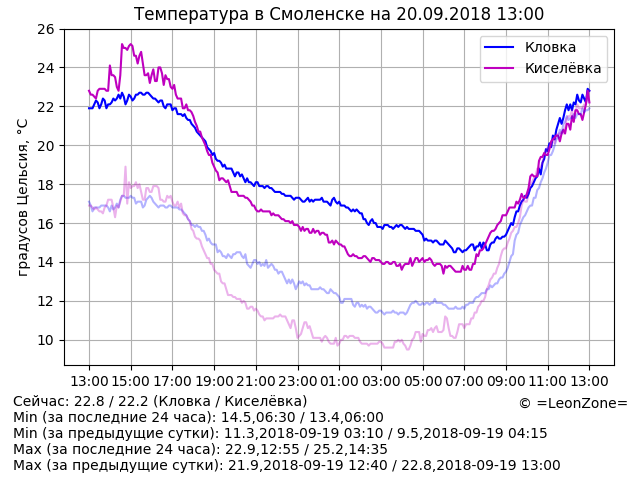 Температура в Смоленске на 20.09.2018 13:00
26
24
22
20
18
16
14
12
10
градусов Цельсия, °C
Кловка
Киселёвка
13:00 15:00 17:00 19:00 21:00 23:00 01:00 03:00 05:00 07:00 09:00 11:00 13:00
Сейчас: 22.8 / 22.2 (Кловка / Киселёвка)
© =LeonZone=
Min (за последние 24 часа): 14.5,06:30 / 13.4,06:00
Min (за предыдущие сутки): 11.3,2018-09-19 03:10 / 9.5,2018-09-19 04:15
Max (за последние 24 часа): 22.9,12:55 / 25.2,14:35
Max (за предыдущие сутки): 21.9,2018-09-19 12:40 / 22.8,2018-09-19 13:00